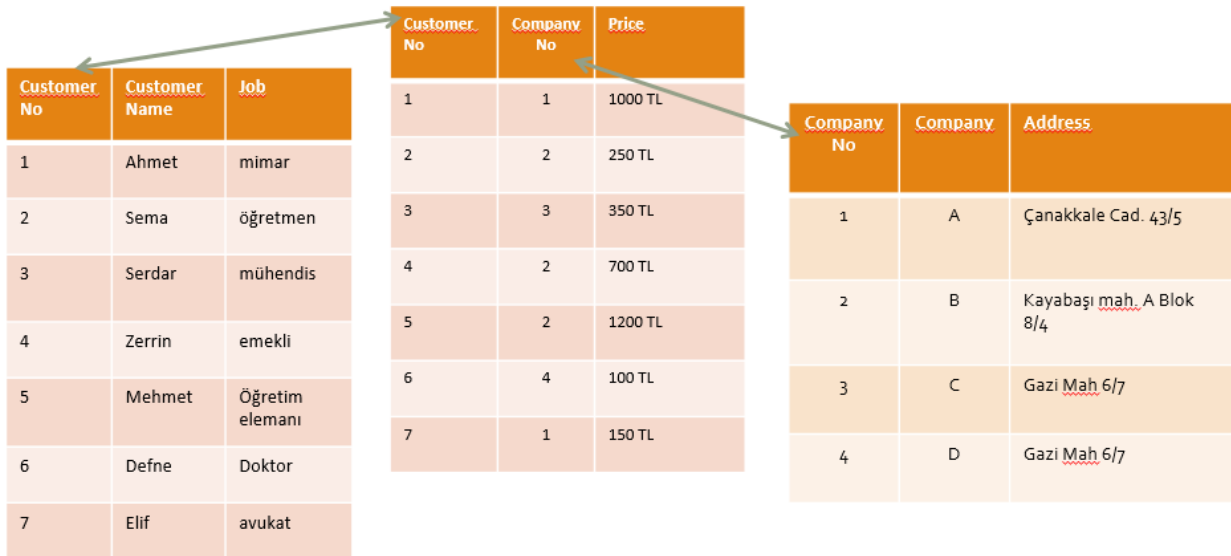 Customer No
Customer Name
Job
1 Ahmet mimar
2 Sema öğretmen
3 Serdar mühendis
4 Zerrin emekli
5 Mehmet Öğretim
elemanı
6 Defne Doktor
7 Elif avukat
Customer No
Company No
Price
1 1 1000 TL
2 2 250 TL
3 3 350 TL
4 2 700 TL
5 2 1200 TL
6 4 100 TL
7 1 150 TL
Company No
Company
Address
1 A Çanakkale Cad. 43/5
2 B Kayabaşı mah. A Blok
8/4
3 C Gazi Mah 6/7
4 D Gazi Mah 6/7